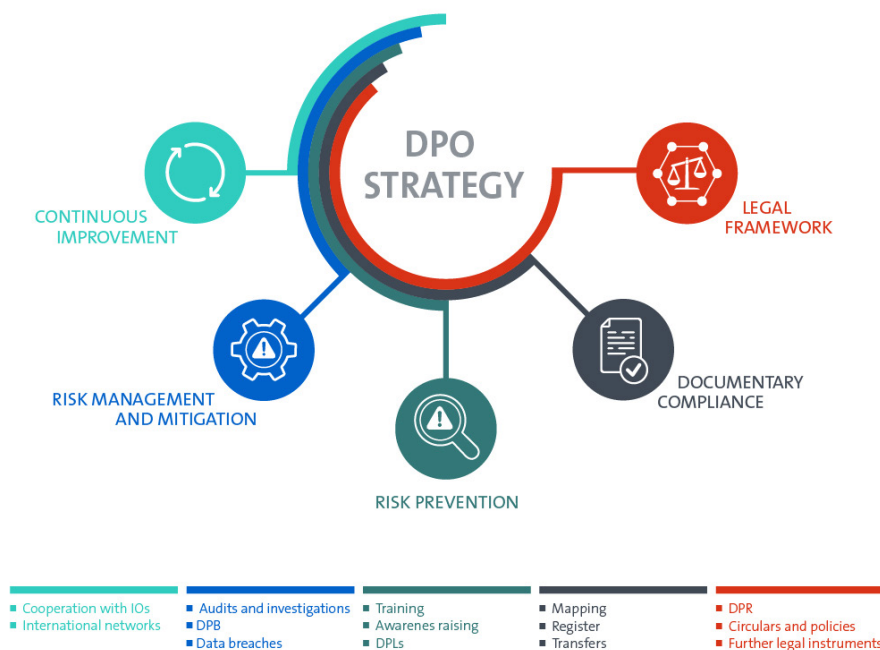 DPO
STRATEGY
LEGAL
FRAMEWORK
CONTINUOUS
IMPROVEMENT
DOCUMENTARY
COMPLIANCE
RISK MANAGEMENT
AND MITIGATION
RISK PREVENTION
Cooperation with IOs
International networks
Audits and investigations
DPB
Data breaches
Training
Awarenes raising
DPLs
Mapping
Register
Transfers
DPR
Circulars and policies
Further legal instruments